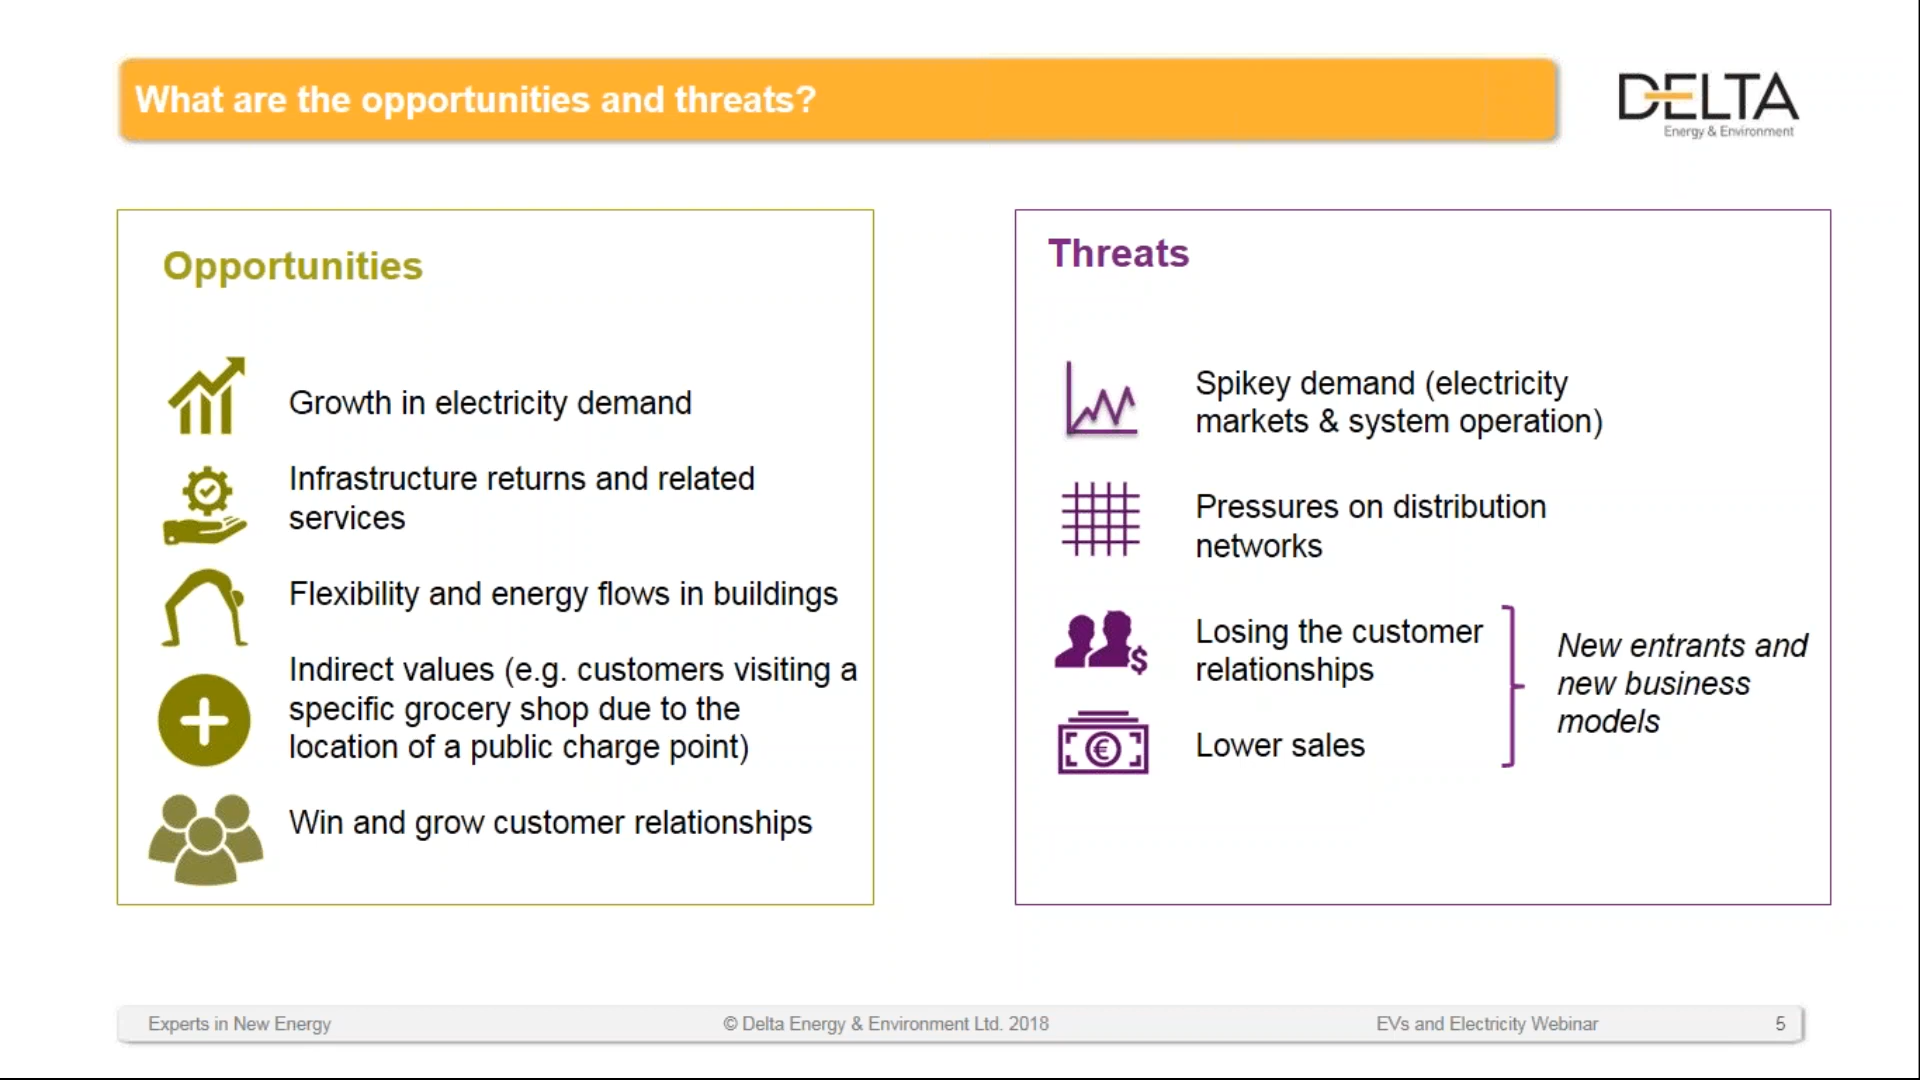 What are the opportunities and threats?
DELTA
Energy & Environment
Opportunities
Growth in electricity demand
Infrastructure returns and related
services
Flexibility and energy flows in buildings
Indirect values (e.g. customers visiting a
specific grocery shop due to the
location of a public charge point)
Win and grow customer relationships
Threats
Spikey demand (electricity
markets & system operation)
Pressures on distribution
networks
$
Losing the customer
relationships
€
Lower sales
New entrants and
new business
models
Experts in New Energy
© Delta Energy & Environment Ltd. 2018
EVs and Electricity Webinar
5